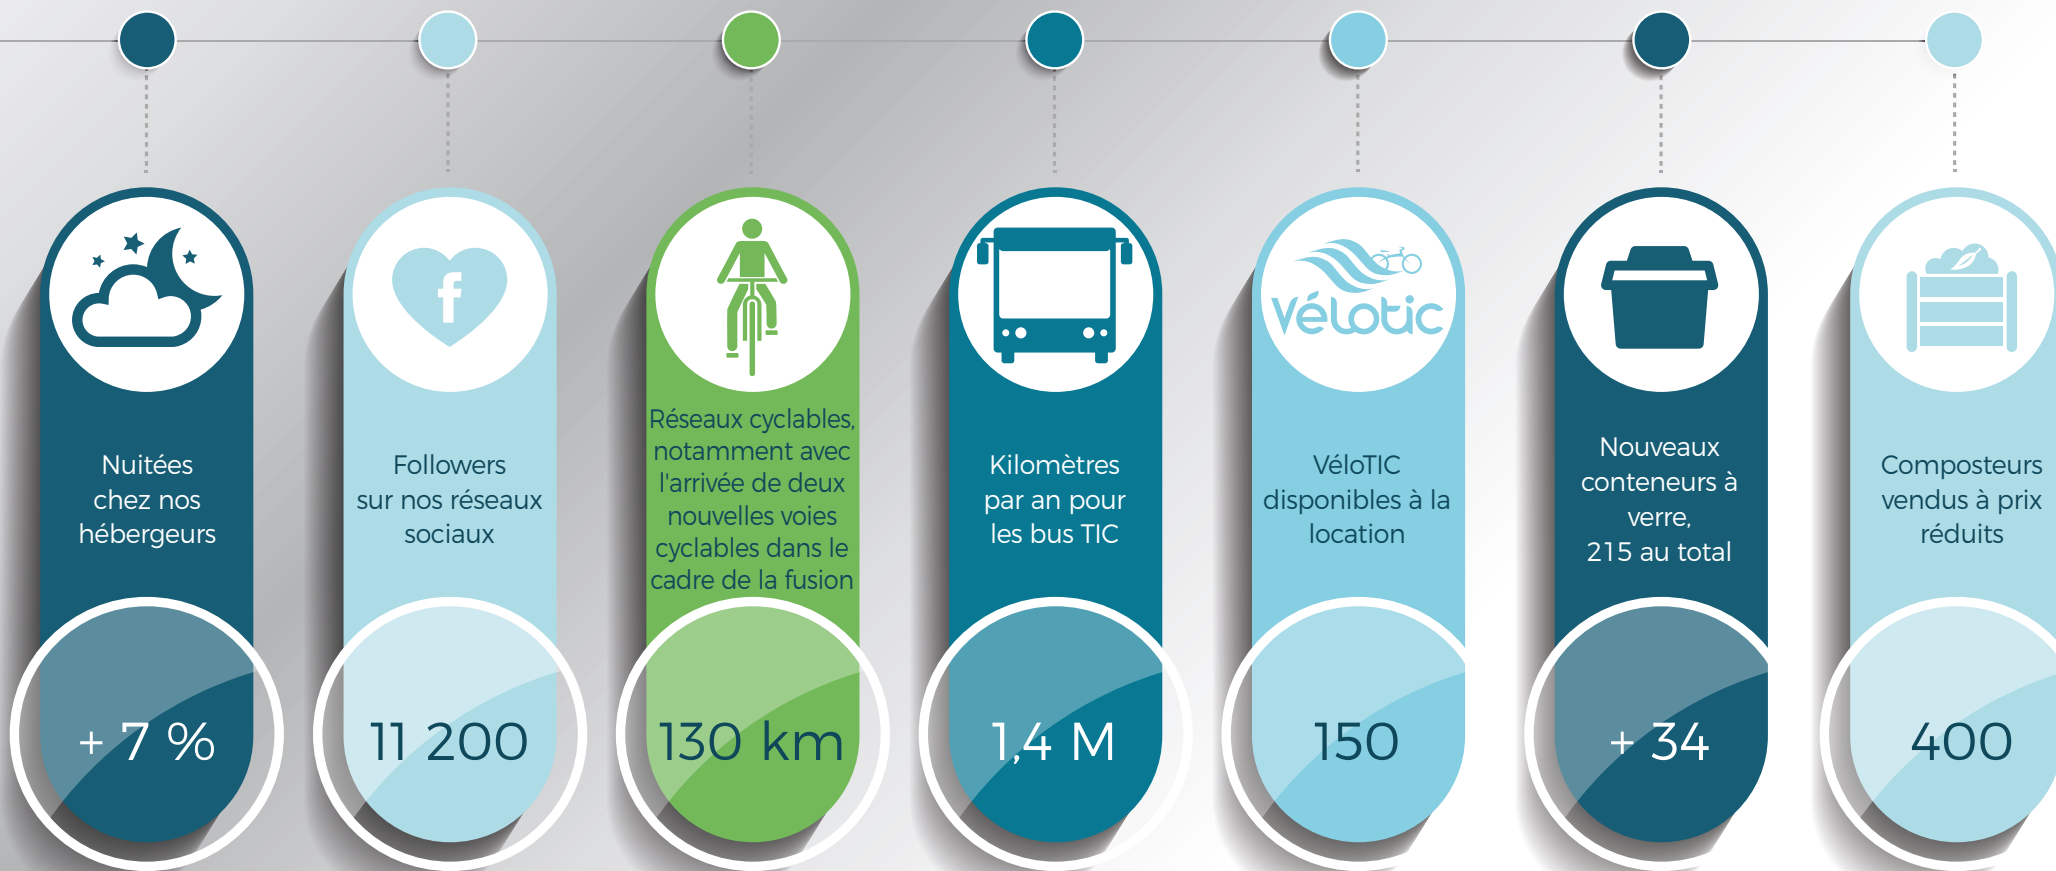 Nuitées
chez nos
hébergeurs
+ 7 %
f
Followers
sur nos réseaux
sociaux
11 200
Réseaux cyclables,
notamment avec
l'arrivée de deux
nouvelles voies
cyclables dans le
cadre de la fusion
130 km
Kilomètres
par an pour
les bus TIC
1,4 M
Vélotic
VéloTIC
disponibles à la
location
150
Nouveaux
conteneurs à
verre,
215 au total
+ 34
Composteurs
vendus à prix
réduits
400